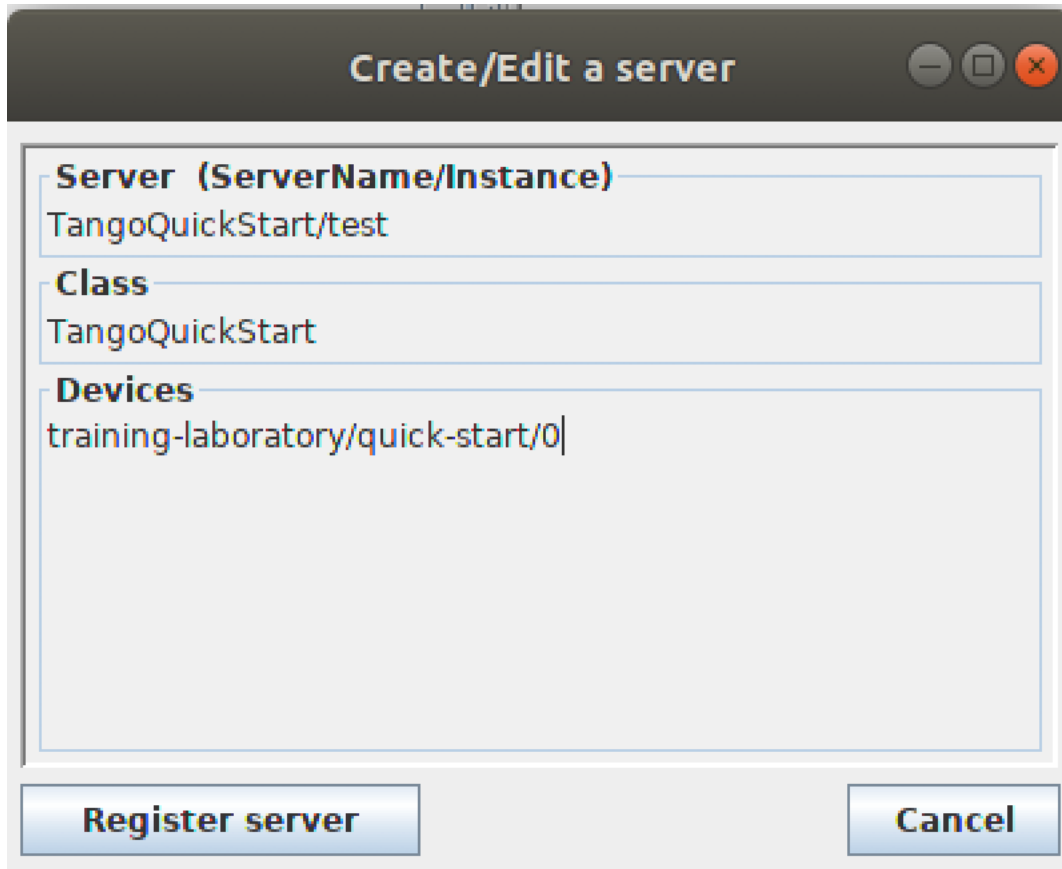 Create/Edit a server
Server (ServerName/Instance)
TangoQuickStart/test
Class
TangoQuickStart
Devices
training-laboratory/quick-start/0
Register server
Cancel